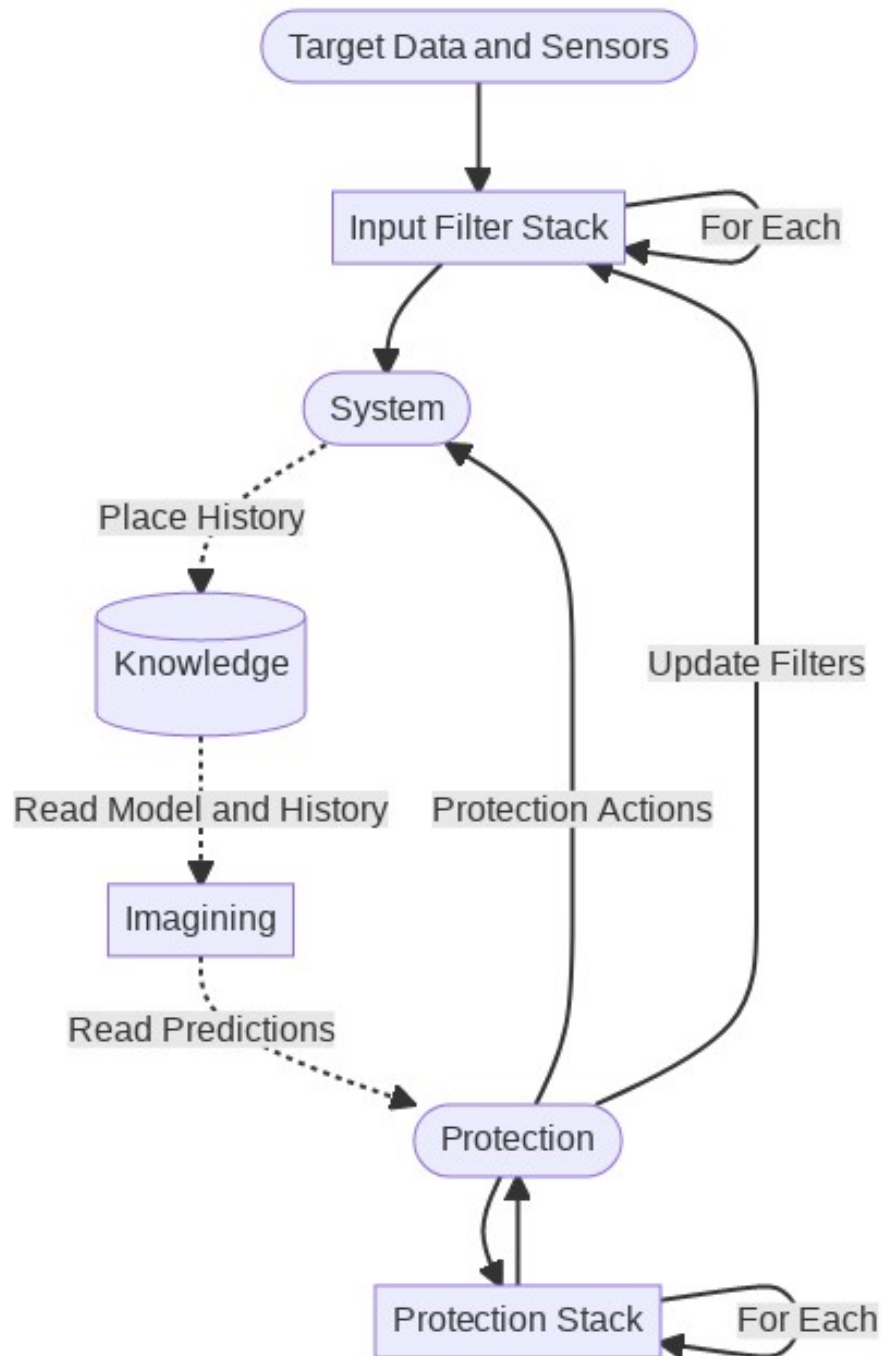 Target Data and Sensors
Input Filter Stack
For Each
System
Place History
Knowledge
Update Filters
Read Model and History
Protection Actions
Imagining
Read Predictions
Protection
Protection Stack
For Each